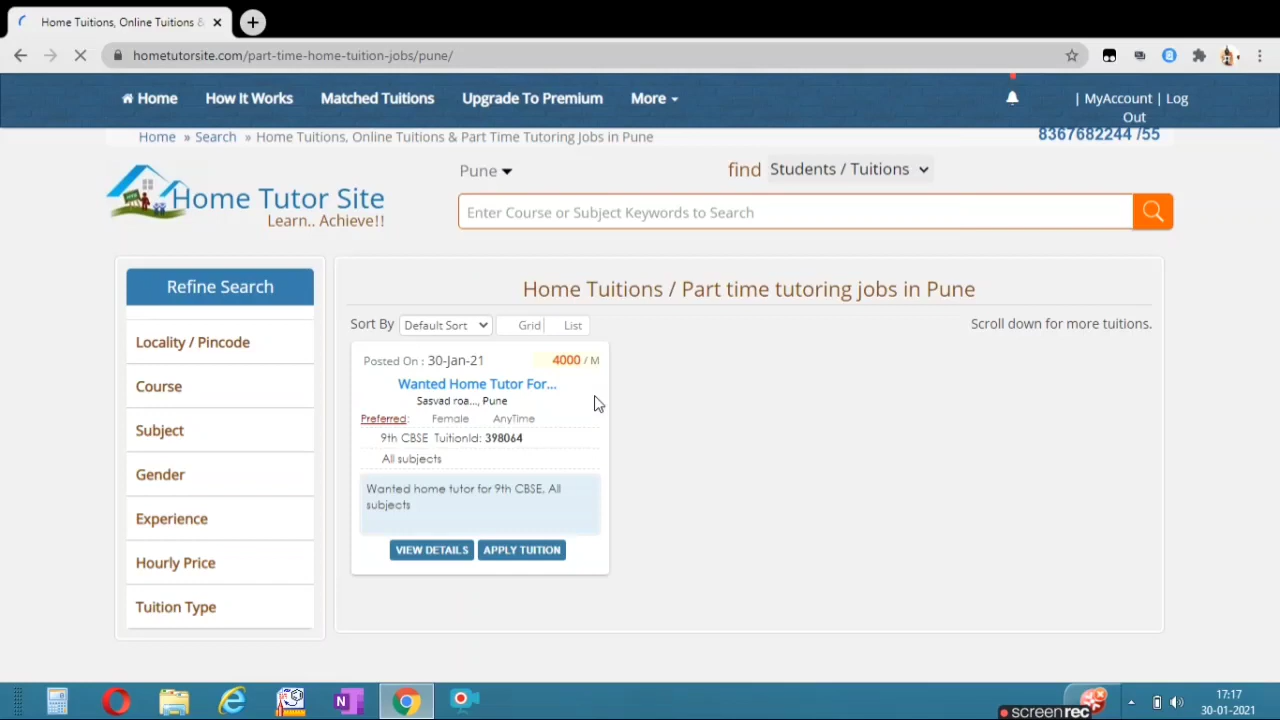 Home Tuitions, Online Tuitions &
hometutorsite.com/part-time-home-tuition-jobs/pune/
Home How It Works Matched Tuitions Upgrade To Premium More | MyAccount | Log Out
Home » Search » Home Tuitions, Online Tuitions & Part Time Tutoring Jobs in Pune
8367682244 /55
Pune find Students / Tuitions
Home Tutor Site
Learn.. Achieve!!
Enter Course or Subject Keywords to Search
Refine Search
Locality / Pincode
Course
Subject
Gender
Experience
Hourly Price
Tuition Type
Home Tuitions / Part time tutoring jobs in Pune
Sort By Default Sort Grid List Scroll down for more tuitions.
Posted On : 30-Jan-21 4000 / M
Wanted Home Tutor For...
Sasvad roa..., Pune
Preferred: Female AnyTime
9th CBSE TuitionId: 398064
All subjects
Wanted home tutor for 9th CBSE, All
subjects
VIEW DETAILS APPLY TUITION
screenrec
17:17
30-01-2021